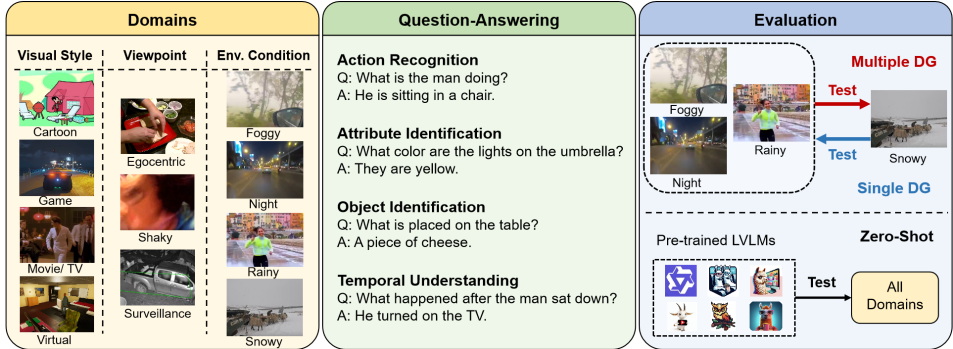 Domains
Visual Style
Viewpoint
Env. Condition
Cartoon
Game
Movie/ TV
Virtual
Egocentric
Shaky
Surveillance
Foggy
Night
Rainy
Snowy
Question-Answering
Action Recognition
Q: What is the man doing?
A: He is sitting in a chair.
Attribute Identification
Q: What color are the lights on the umbrella?
A: They are yellow.
Object Identification
Q: What is placed on the table?
A: A piece of cheese.
Temporal Understanding
Q: What happened after the man sat down?
A: He turned on the TV.
Evaluation
Foggy
Night
Rainy
Multiple DG
Test
Test
Snowy
Single DG
Pre-trained LVLMs
Zero-Shot
Test
All
Domains